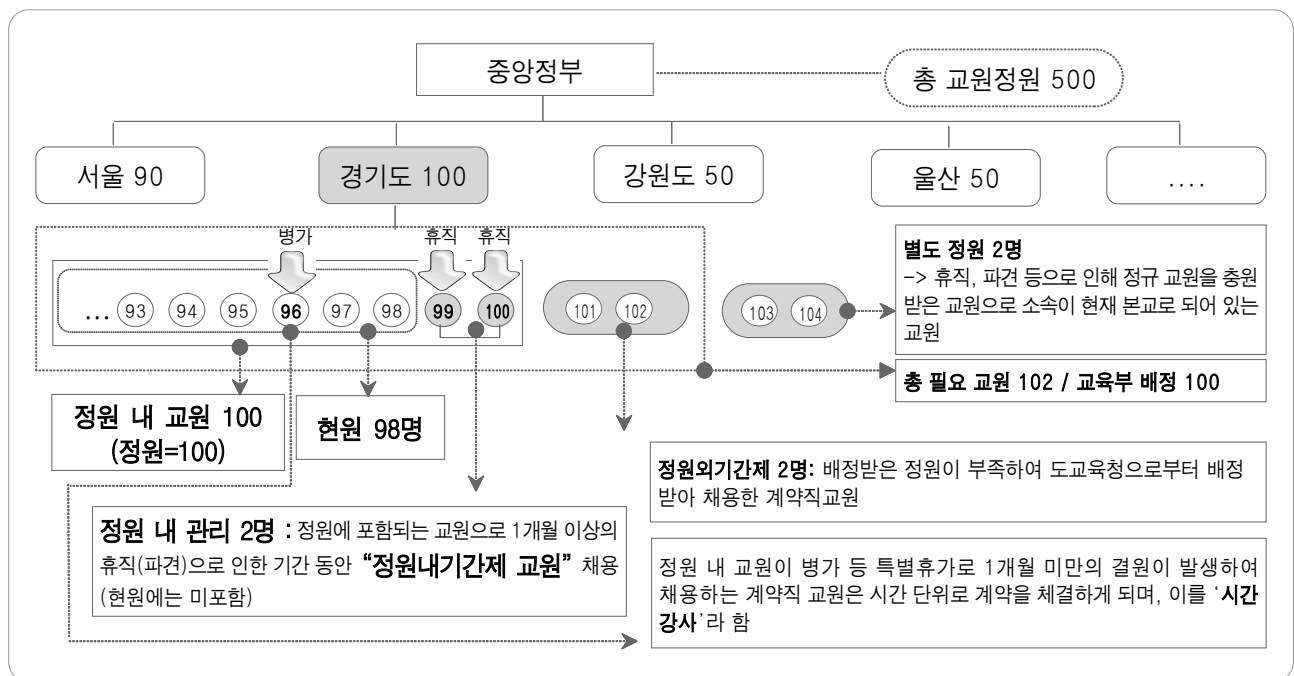 중앙정부
총 교원정원 500
서울 90
경기도 100
강원도 50
울산 50
....
병가
휴직
휴직
... 93 94 95 96 97 98 99 100
101 102
103 104
별도 정원 2명
-> 휴직, 파견 등으로 인해 정규 교원을 충원
받은 교원으로 소속이 현재 본교로 되어 있는
교원
총 필요 교원 102 / 교육부 배정 100
정원 내 교원 100
(정원=100)
현원 98명
정원외기간제 2명: 배정받은 정원이 부족하여 도교육청으로부터 배정
받아 채용한 계약직교원
정원 내 관리 2명 : 정원에 포함되는 교원으로 1개월 이상의
휴직(파견)으로 인한 기간 동안 “정원내기간제 교원” 채용
(현원에는 미포함)
정원 내 교원이 병가 등 특별휴가로 1개월 미만의 결원이 발생하여
채용하는 계약직 교원은 시간 단위로 계약을 체결하게 되며, 이를 ‘시간
강사’라 함